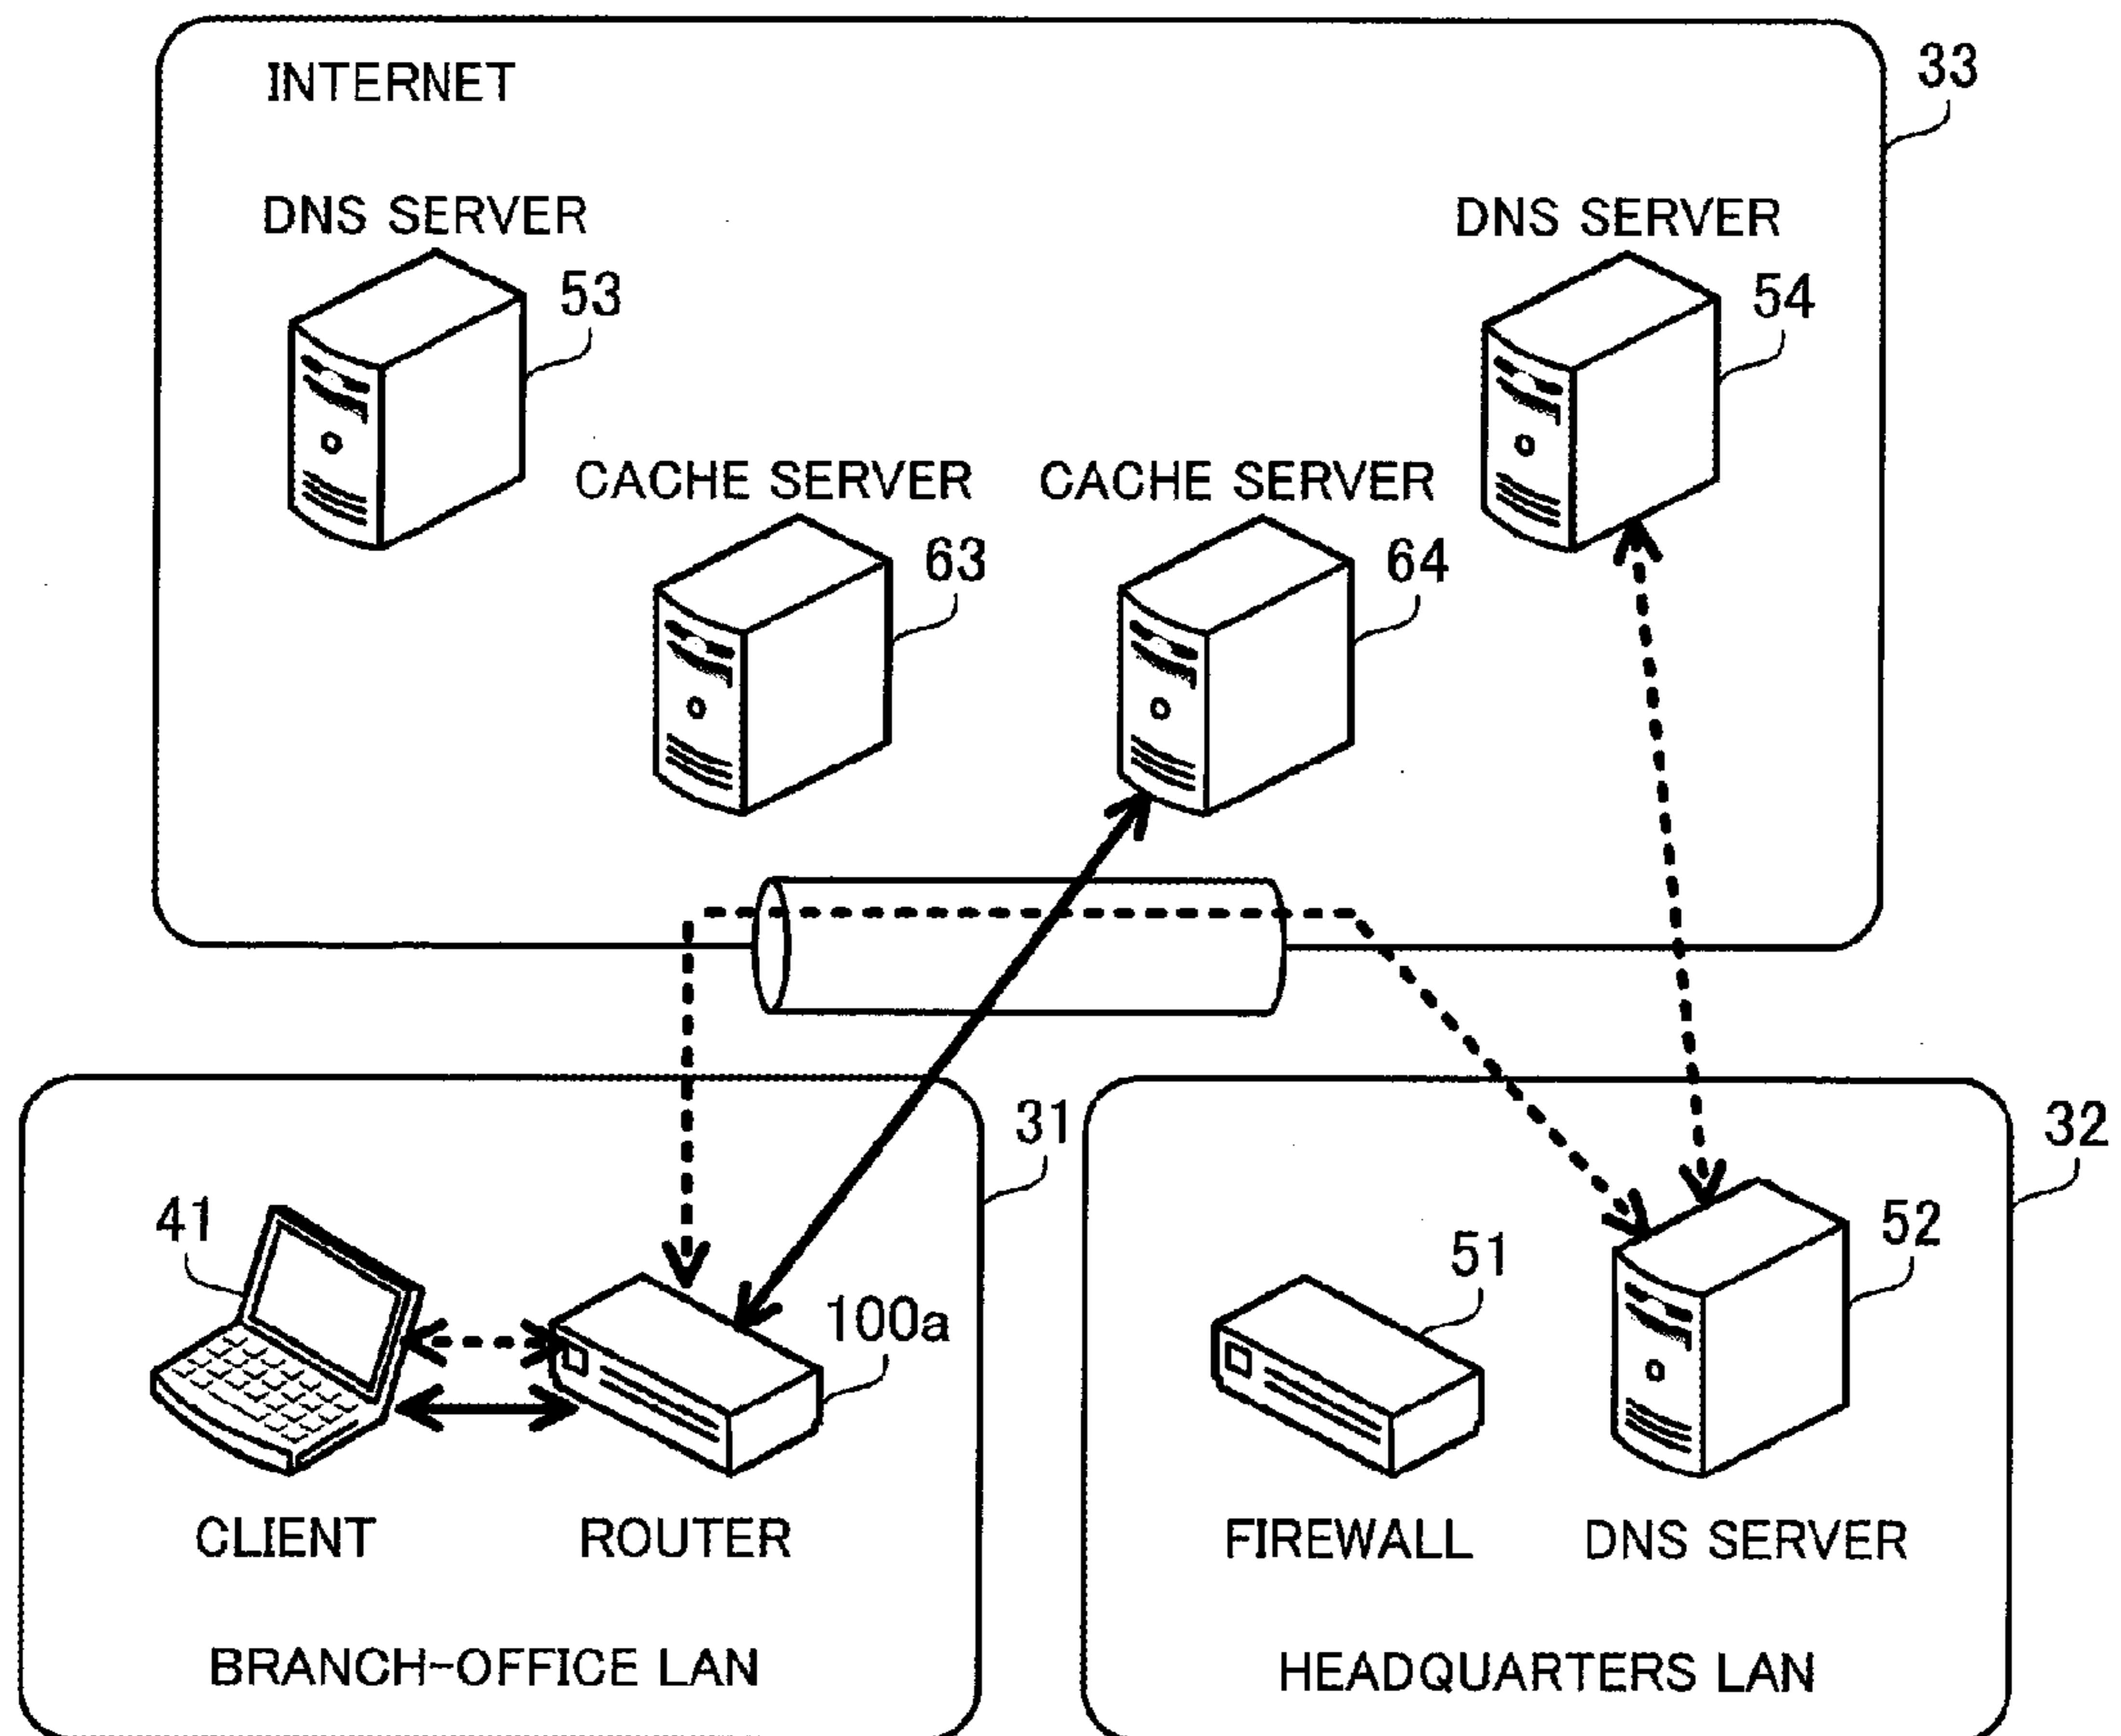 INTERNET
33
DNS SERVER
DNS SERVER
53
54
CACHE SERVER
CACHE SERVER
63
64
31
32
41
100a
51
52
CLIENT
ROUTER
FIREWALL
DNS SERVER
BRANCH-OFFICE LAN
HEADQUARTERS LAN